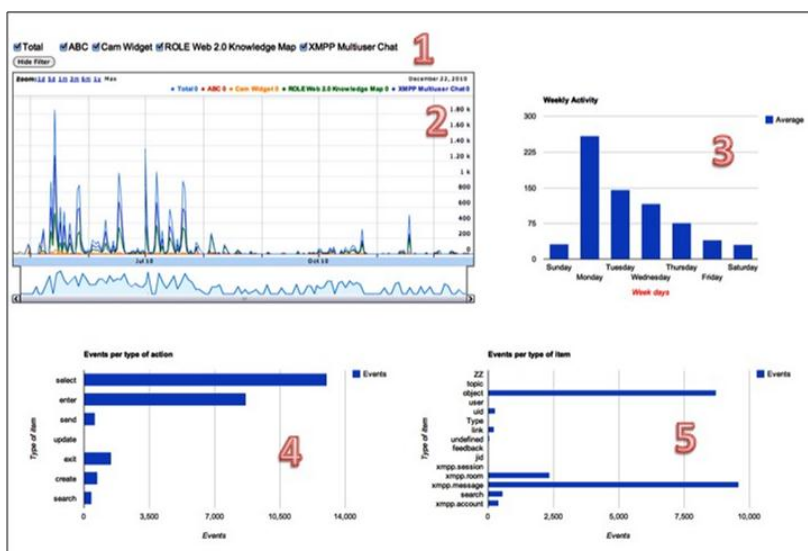 Total ABC Cam Widget ROLE Web 2.0 Knowledge Map XMPP Multiuser Chat
1
Hide Filter
Zoom: 1d 5d 1m 3m 6m 1y Max December 22, 2010
Total 0 ABC 0 Cam Widget 0 ROLE Web 2.0 Knowledge Map 0 XMPP Multiuser Chat 0
2
1.80 k
1.60 k
1.40 k
1.20 k
1 k
800
600
400
200
0
Jul 10 Oct 10
Weekly Activity
Average
3
300
225
150
75
0
Sunday Monday Tuesday Wednesday Thursday Friday Saturday
Week days
Events per type of action
Events
Type of item
select
enter
send
update
exit
create
search
4
0 3,500 7,000 10,500 14,000
Events
Events per type of item
Events
Type of item
ZZ
topic
object
user
uid
Type
link
undefined
feedback
jid
xmpp.session
xmpp.room
xmpp.message
search
xmpp.account
5
0 2,500 5,000 7,500 10,000
Events